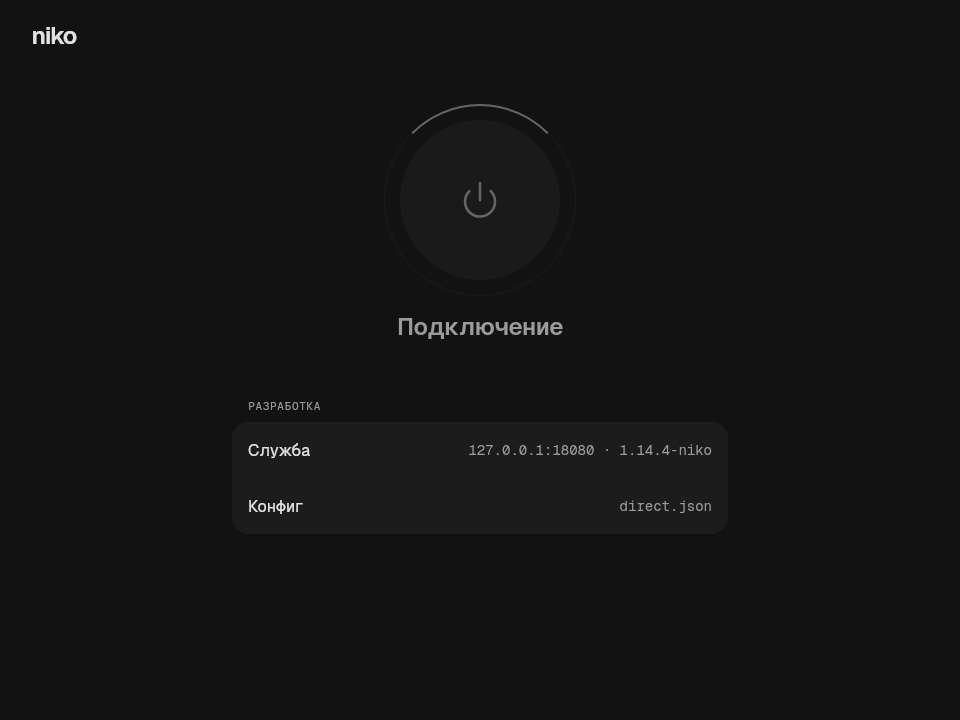 niko
Подключение
РАЗРАБОТКА
Служба 127.0.0.1:18080 · 1.14.4-niko
Конфиг direct.json